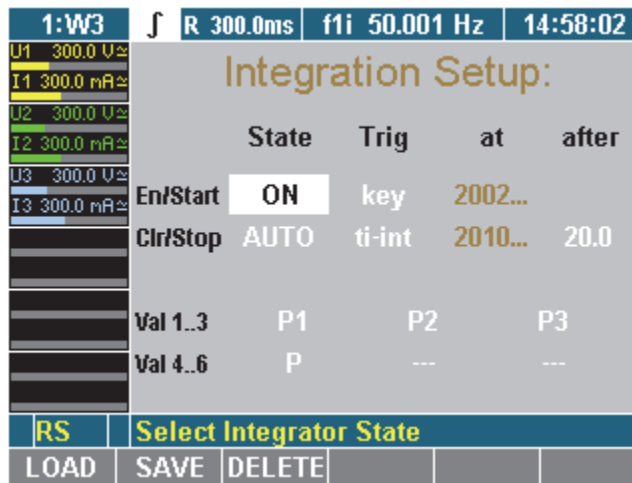 1:W3 ∫ R 300.0ms f1i 50.001 Hz 14:58:02
U1 300.0 V≃
I1 300.0 mA≃
U2 300.0 V≃
I2 300.0 mA≃
U3 300.0 V≃
I3 300.0 mA≃
Integration Setup:
State Trig at after
En/Start ON key 2002...
Clr/Stop AUTO ti-int 2010... 20.0
Val 1..3 P1 P2 P3
Val 4..6 P --- ---
RS Select Integrator State
LOAD SAVE DELETE